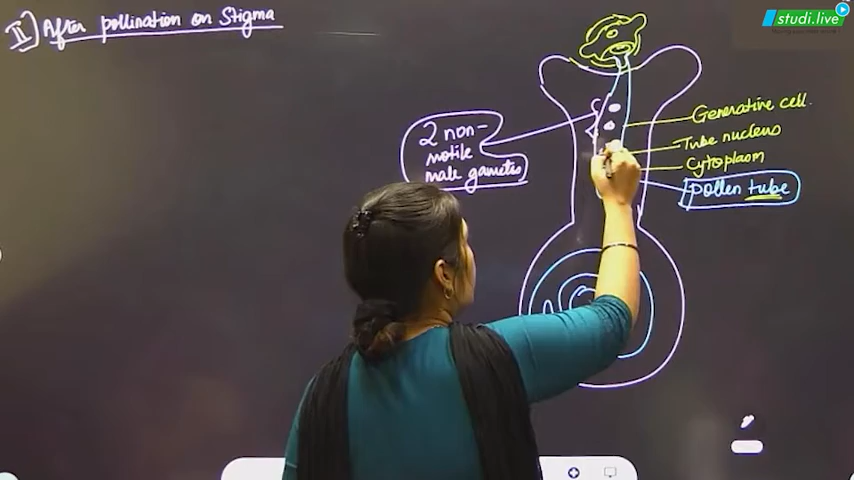 II] After pollination on Stigma
studi.live
Generative cell.
2 non-
motile
male gametes
Tube nucleus
Cytoplasm
pollen tube